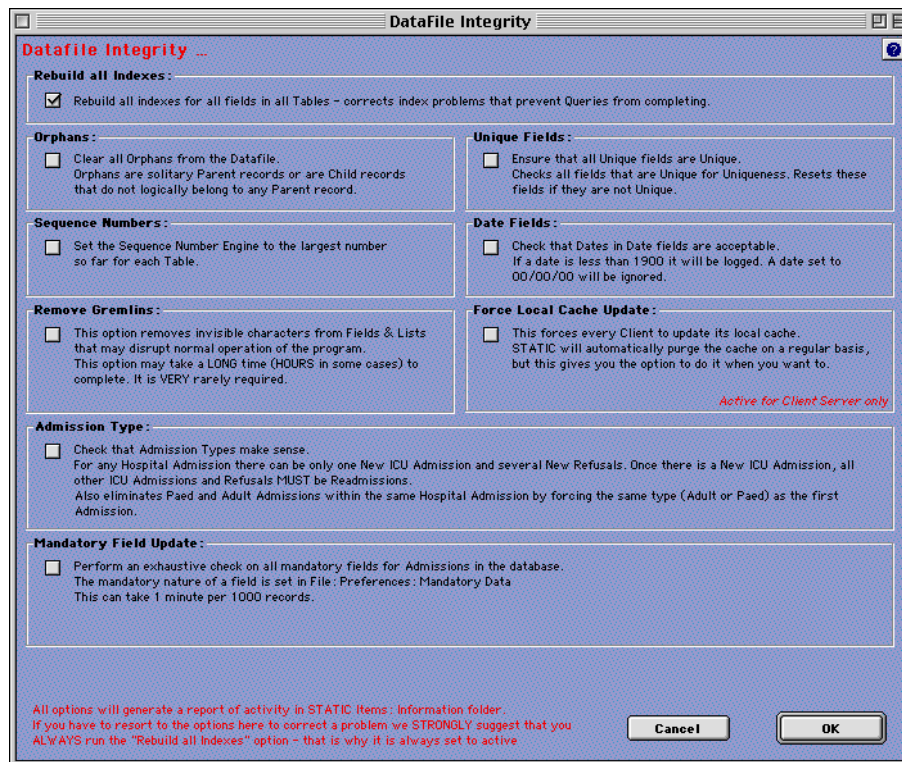 DataFile Integrity
Datafile Integrity ...
?
Rebuild all Indexes:
Rebuild all indexes for all fields in all Tables - corrects index problems that prevent Queries from completing.
Orphans:
Clear all Orphans from the Datafile.
Orphans are solitary Parent records or are Child records
that do not logically belong to any Parent record.
Unique Fields:
Ensure that all Unique fields are Unique.
Checks all fields that are Unique for Uniqueness. Resets these
fields if they are not Unique.
Sequence Numbers:
Set the Sequence Number Engine to the largest number
so far for each Table.
Date Fields:
Check that Dates in Date fields are acceptable.
If a date is less than 1900 it will be logged. A date set to
00/00/00 will be ignored.
Remove Gremlins:
This option removes invisible characters from Fields & Lists
that may disrupt normal operation of the program.
This option may take a LONG time (HOURS in some cases) to
complete. It is VERY rarely required.
Force Local Cache Update:
This forces every Client to update its local cache.
STATIC will automatically purge the cache on a regular basis,
but this gives you the option to do it when you want to.
Active for Client Server only
Admission Type:
Check that Admission Types make sense.
For any Hospital Admission there can be only one New ICU Admission and several New Refusals. Once there is a New ICU Admission, all
other ICU Admissions and Refusals MUST be Readmissions.
Also eliminates Paed and Adult Admissions within the same Hospital Admission by forcing the same type (Adult or Paed) as the first
Admission.
Mandatory Field Update:
Perform an exhaustive check on all mandatory fields for Admissions in the database.
The mandatory nature of a field is set in File: Preferences: Mandatory Data
This can take 1 minute per 1000 records.
All options will generate a report of activity in STATIC Items: Information folder.
If you have to resort to the options here to correct a problem we STRONGLY suggest that you
ALWAYS run the "Rebuild all Indexes" option - that is why it is always set to active
Cancel
OK